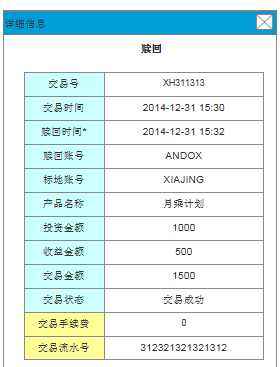 详细信息
赎回
交易号 XH311313
交易时间 2014-12-31 15:30
赎回时间* 2014-12-31 15:32
赎回账号 ANDOX
标地账号 XIAJING
产品名称 月乘计划
投资金额 1000
收益金额 500
交易金额 1500
交易状态 交易成功
交易手续费 0
交易流水号 312321321321312